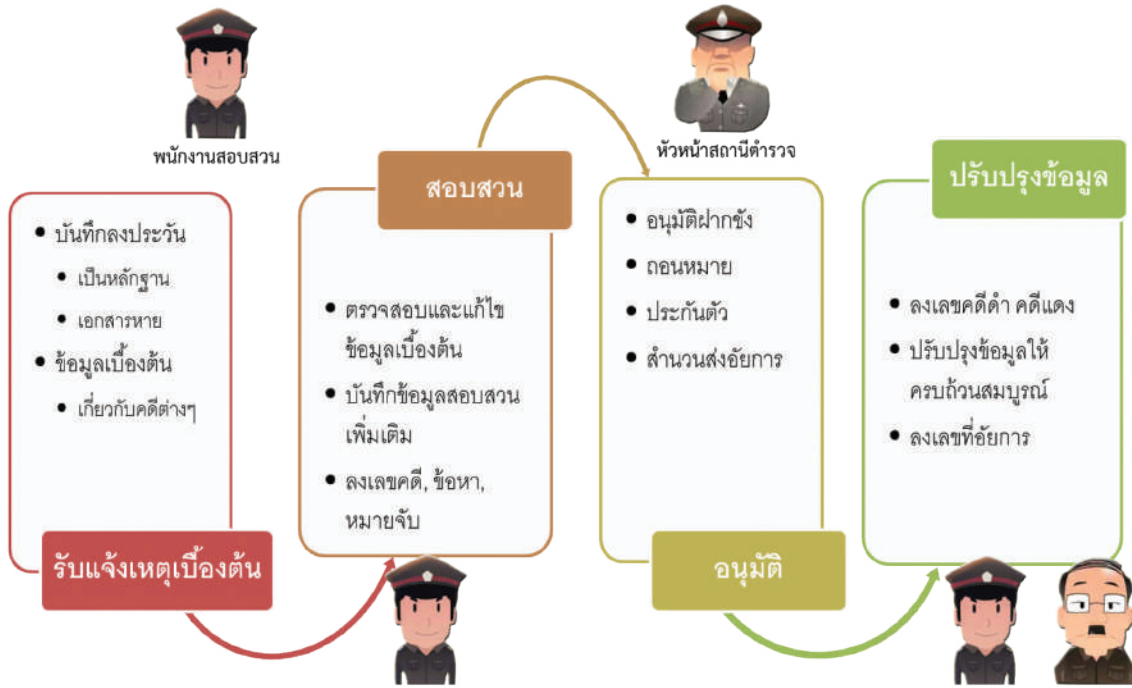 พนักงานสอบสวน
หัวหน้าสถานีตำรวจ
• บันทึกลงประวัน
• เป็นหลักฐาน
• เอกสารหาย
• ข้อมูลเบื้องต้น
• เกี่ยวกับคดีต่างๆ
รับแจ้งเหตุเบื้องต้น
สอบสวน
• ตรวจสอบและแก้ไข
ข้อมูลเบื้องต้น
• บันทึกข้อมูลสอบสวน
เพิ่มเติม
• ลงเลขคดี, ข้อหา,
หมายจับ
• อนุมัติฝากขัง
• ถอนหมาย
• ประกันตัว
• สำนวนส่งอัยการ
อนุมัติ
ปรับปรุงข้อมูล
• ลงเลขคดีดำ คดีแดง
• ปรับปรุงข้อมูลให้
ครบถ้วนสมบูรณ์
• ลงเลขที่อัยการ